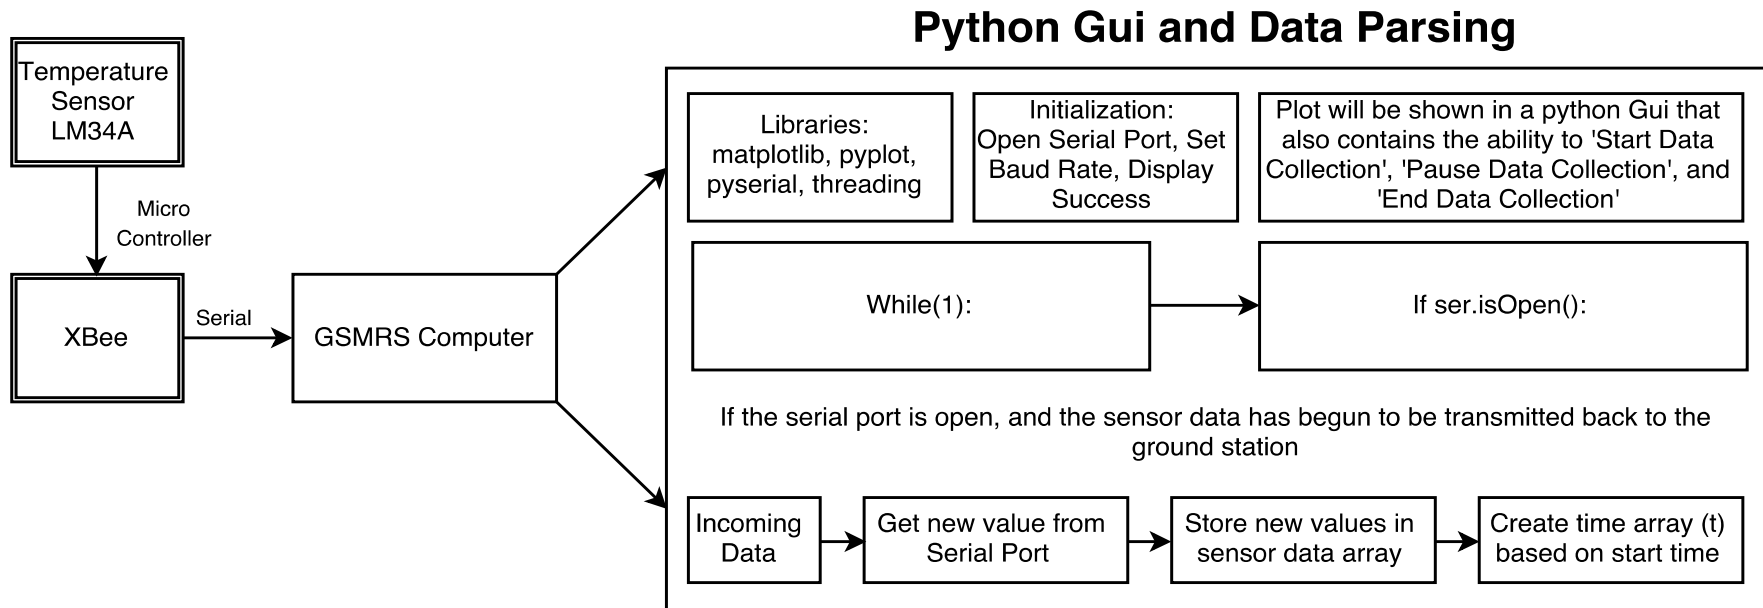 Python Gui and Data Parsing
Temperature
Sensor
LM34A
Micro
Controller
XBee
Serial
GSMRS Computer
Libraries:
matplotlib, pyplot,
pyserial, threading
Initialization:
Open Serial Port, Set
Baud Rate, Display
Success
Plot will be shown in a python Gui that
also contains the ability to 'Start Data
Collection', 'Pause Data Collection', and
'End Data Collection'
While(1):
If ser.isOpen():
If the serial port is open, and the sensor data has begun to be transmitted back to the
ground station
Incoming
Data
Get new value from
Serial Port
Store new values in
sensor data array
Create time array (t)
based on start time